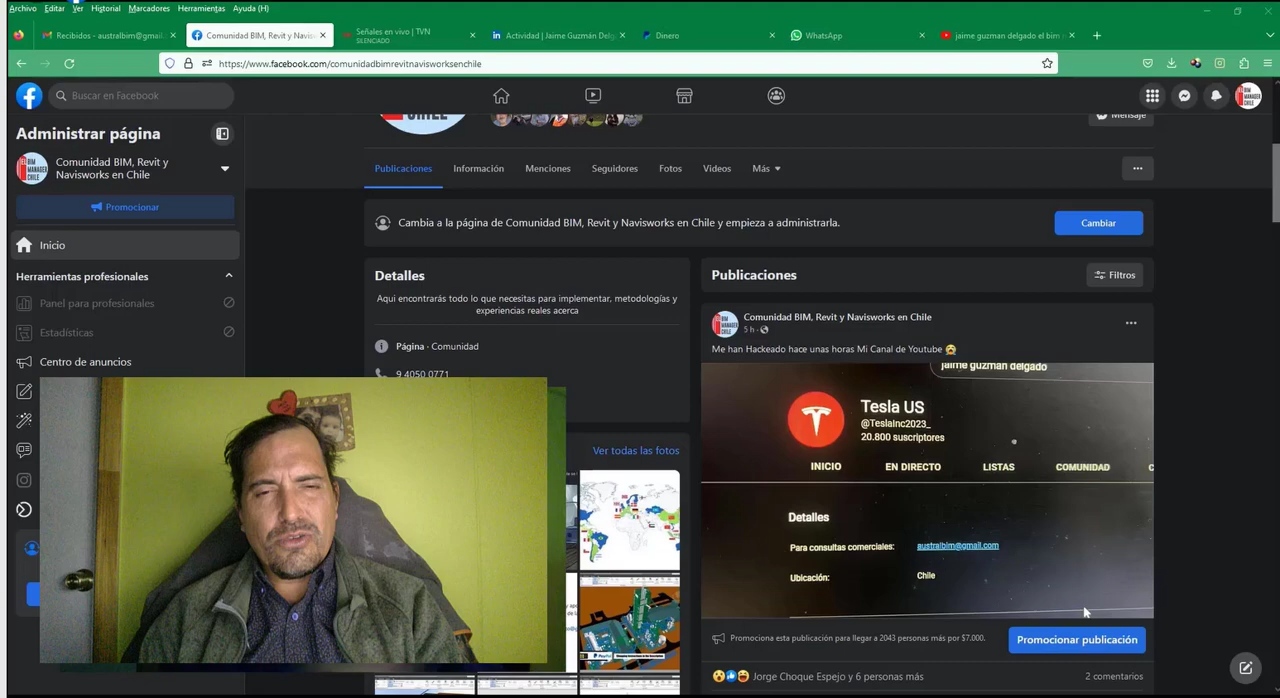 Archivo Editar Ver Historial Marcadores Herramientas Ayuda (H)
Recibidos - australbim@gmail.
Comunidad BIM, Revit y Navisw
Señales en vivo | TVN
SILENCIADO
Actividad | Jaime Guzmán Delg
Dinero
WhatsApp
jaime guzman delgado el bim m
https://www.facebook.com/comunidadbimrevitnavisworksenchile
Buscar en Facebook
Administrar página
Comunidad BIM, Revit y
Navisworks en Chile
Promocionar
Inicio
Herramientas profesionales
Panel para profesionales
Estadísticas
Centro de anuncios
CHILE
Mensaje
Publicaciones Información Menciones Seguidores Fotos Videos Más
Cambia a la página de Comunidad BIM, Revit y Navisworks en Chile y empieza a administrarla.
Cambiar
Detalles
Aqui encontrarás todo lo que necesitas para implementar, metodologías y
experiencias reales acerca
Página · Comunidad
9 4050 0771
Ver todas las fotos
PayPal
Publicaciones
Filtros
Comunidad BIM, Revit y Navisworks en Chile
5 h
Me han Hackeado hace unas horas Mi Canal de Youtube
jaime guzman delgado
Tesla US
@TeslaInc2023_
20.800 suscriptores
INICIO EN DIRECTO LISTAS COMUNIDAD C
Detalles
Para consultas comerciales: australbim@gmail.com
Ubicación: Chile
Promociona esta publicación para llegar a 2043 personas más por $7.000.
Promocionar publicación
Jorge Choque Espejo y 6 personas más
2 comentarios